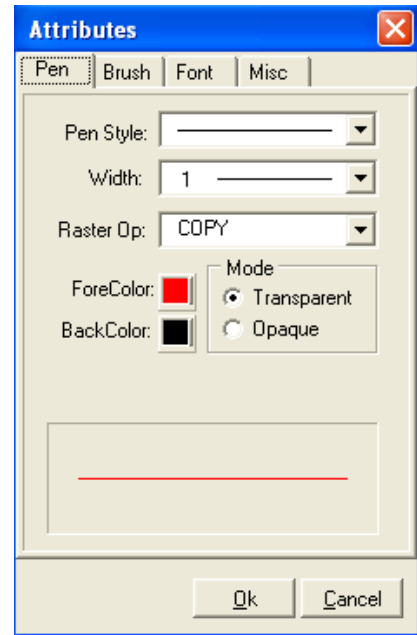 Attributes
Pen Brush Font Misc
Pen Style:
Width: 1
Raster Op: COPY
Mode
ForeColor: Transparent
BackColor: Opaque
Ok Cancel